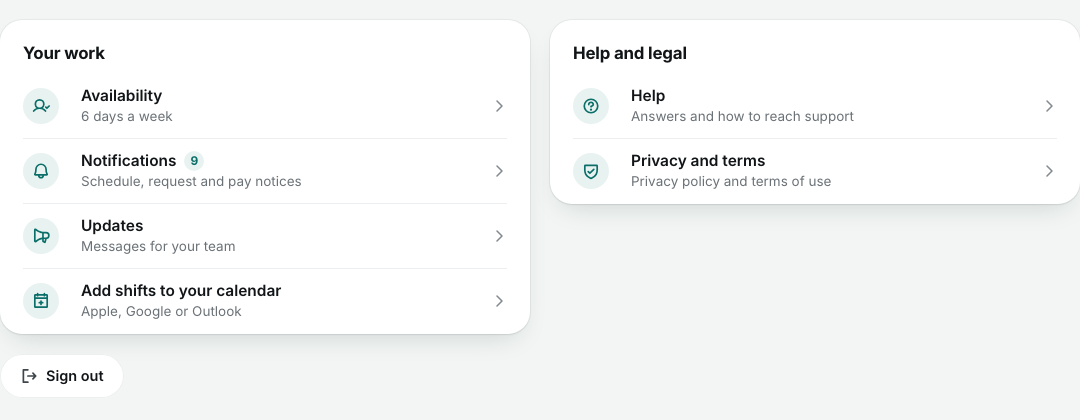 Your work
Availability
6 days a week
Notifications 9
Schedule, request and pay notices
Updates
Messages for your team
Add shifts to your calendar
Apple, Google or Outlook
Sign out
Help and legal
Help
Answers and how to reach support
Privacy and terms
Privacy policy and terms of use